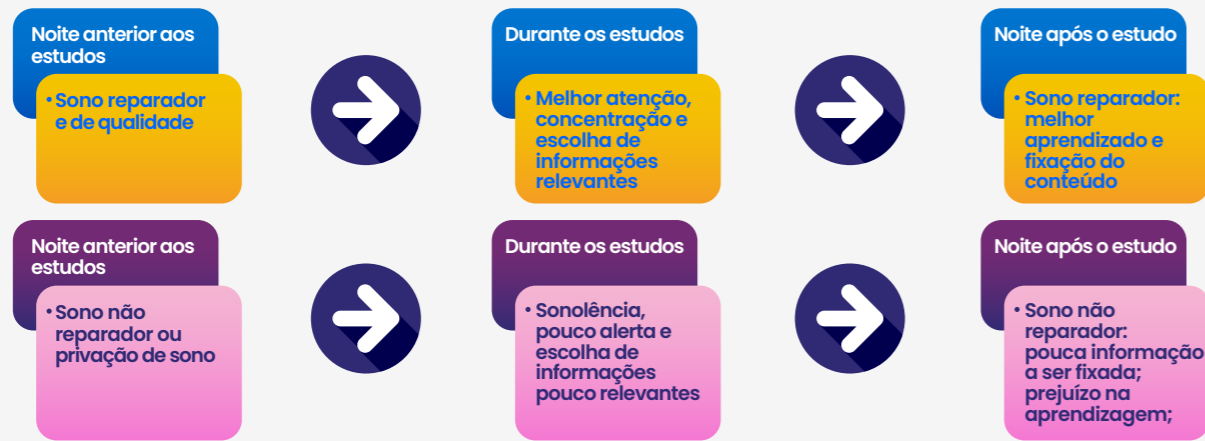 Noite anterior aos
estudos
• Sono reparador
e de qualidade
Durante os estudos
• Melhor atenção,
concentração e
escolha de
informações
relevantes
Noite após o estudo
• Sono reparador:
melhor
aprendizado e
fixação do
conteúdo
Noite anterior aos
estudos
• Sono não
reparador ou
privação de sono
Durante os estudos
• Sonolência,
pouco alerta e
escolha de
informações
pouco relevantes
Noite após o estudo
• Sono não
reparador:
pouca informação
a ser fixada;
prejuízo na
aprendizagem;